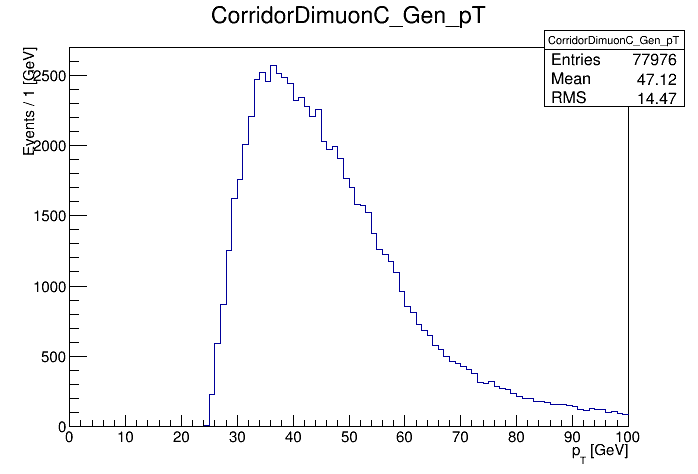 CorridorDimuonC_Gen_pT
CorridorDimuonC_Gen_pT
Entries 77976
Mean 47.12
RMS 14.47
Events / 1 [GeV]
2500
2000
1500
1000
500
0
0 10 20 30 40 50 60 70 80 90 100
pT [GeV]